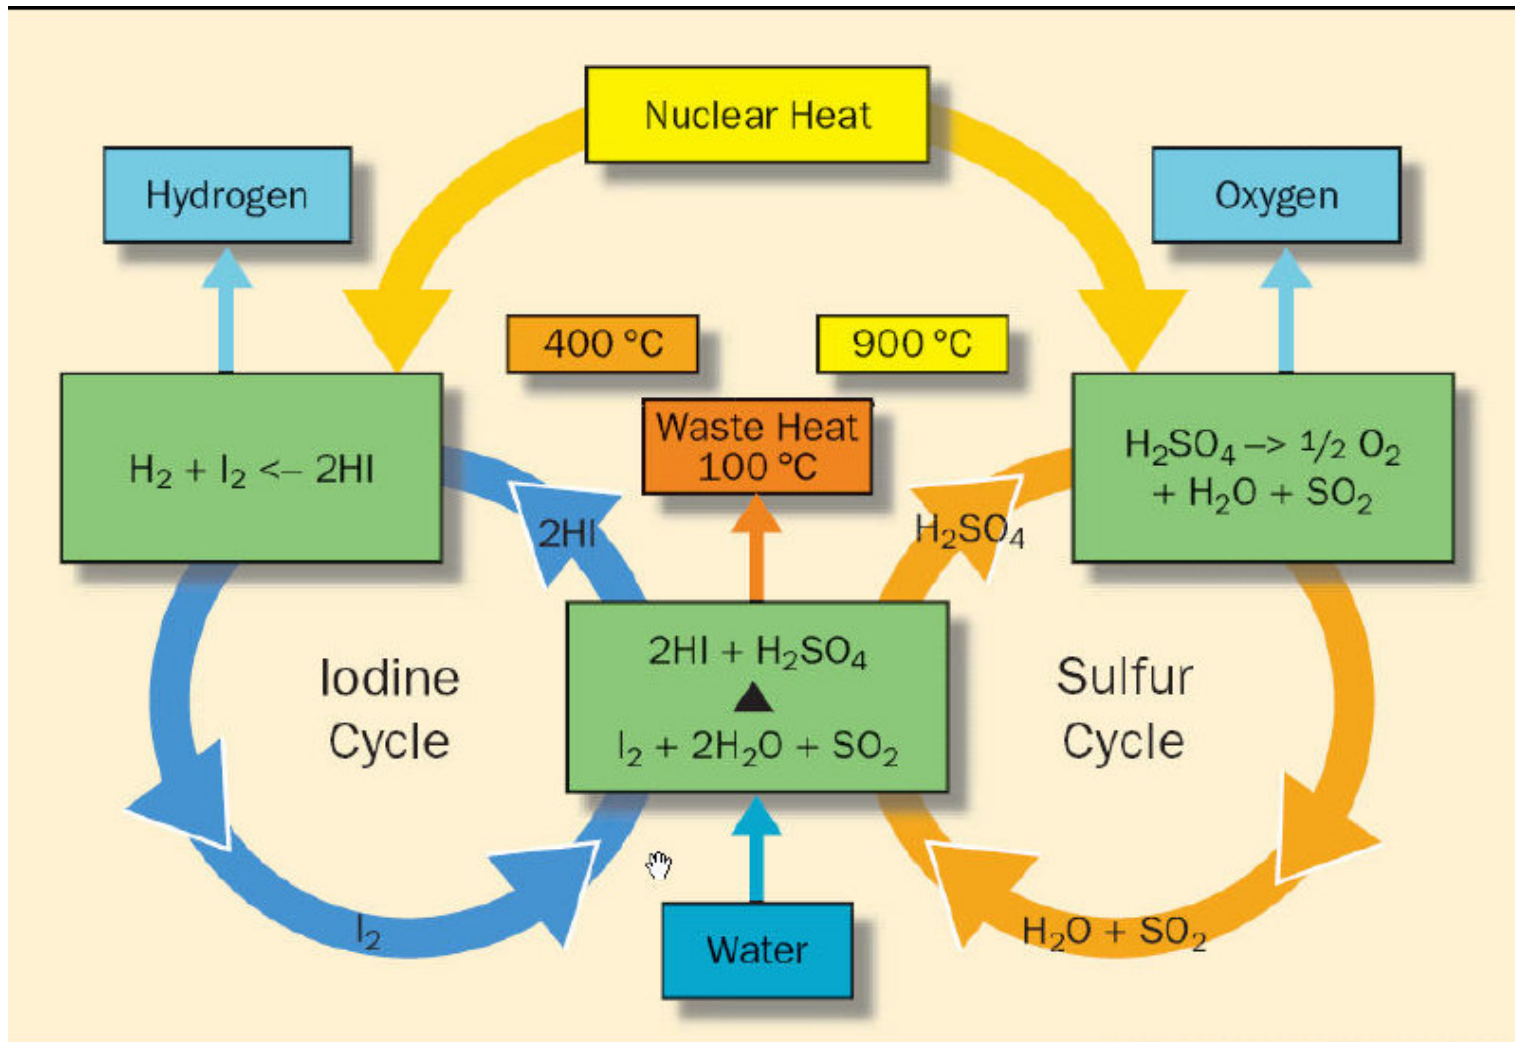 Nuclear Heat
Hydrogen
Oxygen
400 °C
900 °C
Waste Heat
100 °C
H₂ + I₂ <– 2HI
H₂SO₄ –> 1/2 O₂
+ H₂O + SO₂
2HI
H₂SO₄
2HI + H₂SO₄
▲
I₂ + 2H₂O + SO₂
Iodine
Cycle
Sulfur
Cycle
I₂
H₂O + SO₂
Water